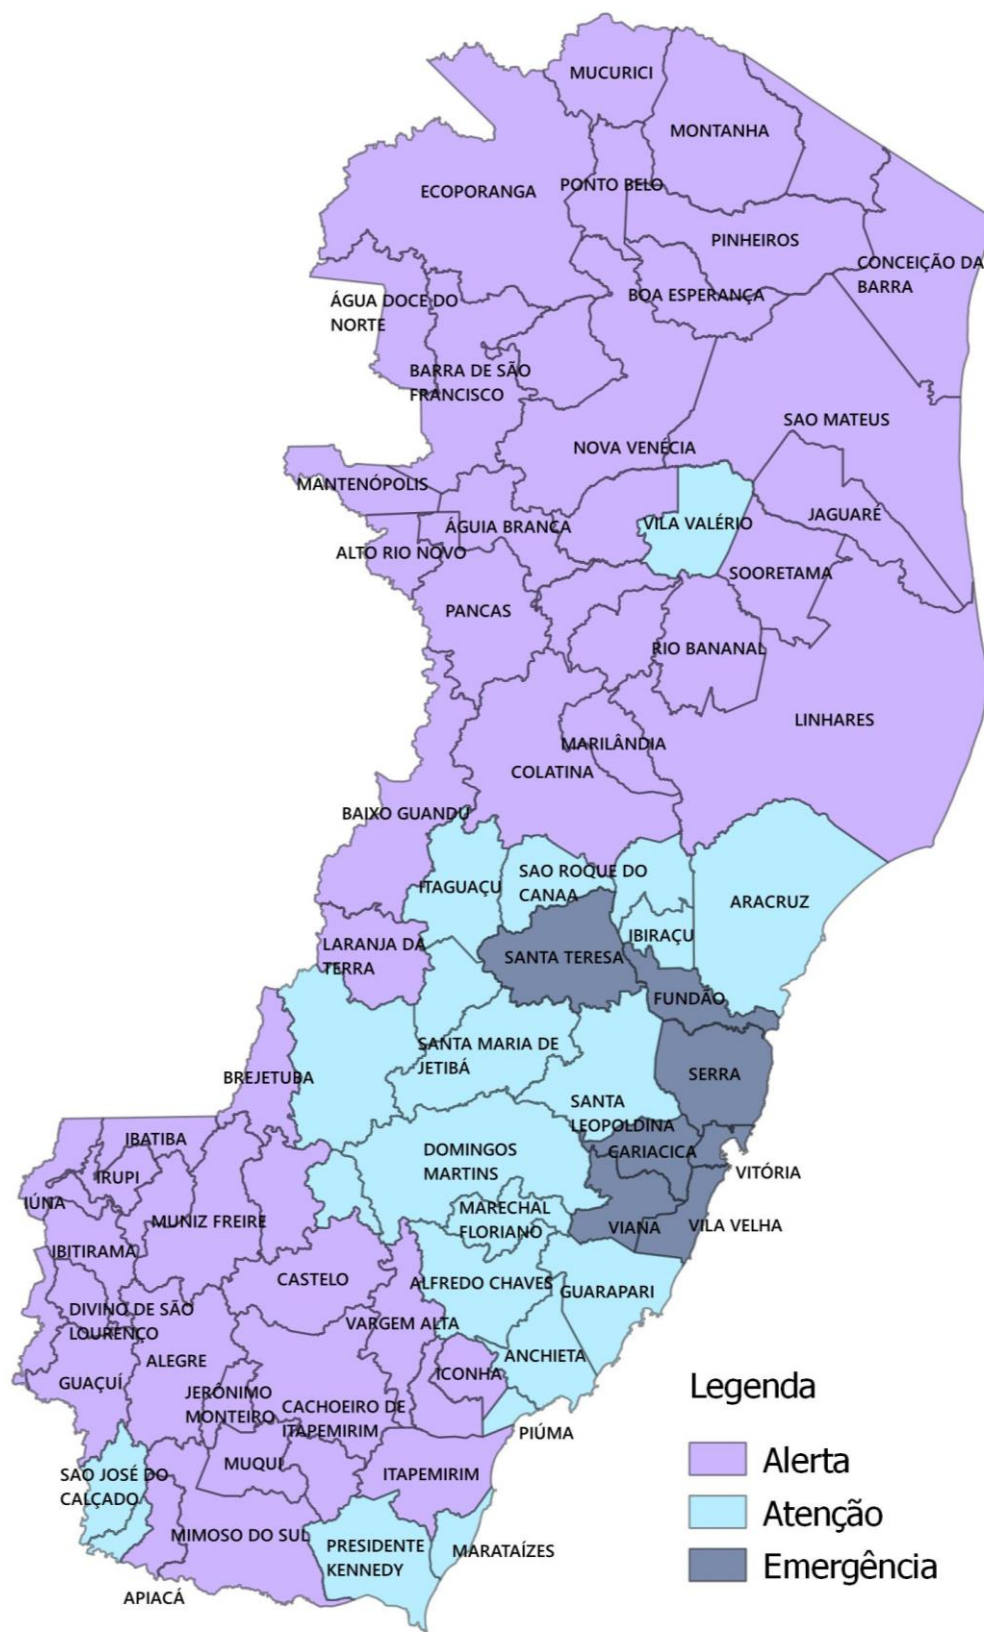 MUCURICI
MONTANHA
ECOPORANGA
PONTO BELO
PINHEIROS
CONCEIÇÃO DA
BARRA
BOA ESPERANÇA
ÁGUA DOCE DO
NORTE
BARRA DE SÃO
FRANCISCO
SAO MATEUS
NOVA VENÉCIA
MANTENÓPOLIS
JAGUARÉ
ÁGUIA BRANCA
VILA VALÉRIO
ALTO RIO NOVO
SOORETAMA
PANCAS
RIO BANANAL
LINHARES
MARILÂNDIA
COLATINA
BAIXO GUANDU
SAO ROQUE DO
CANAA
ITAGUAÇU
ARACRUZ
IBIRAÇU
LARANJA DA
TERRA
SANTA TERESA
FUNDÃO
SANTA MARIA DE
JETIBÁ
SERRA
BREJETUBA
SANTA
LEOPOLDINA
IBATIBA
DOMINGOS
MARTINS
CARIACICA
VITÓRIA
IRUPI
IÚNA
MUNIZ FREIRE
MARECHAL
FLORIANO
VIANA
VILA VELHA
IBITIRAMA
CASTELO
ALFREDO CHAVES
GUARAPARI
DIVINO DE SÃO
LOURENÇO
VARGEM ALTA
ALEGRE
ANCHIETA
ICONHA
GUAÇUÍ
JERÔNIMO
MONTEIRO
CACHOEIRO DE
ITAPEMIRIM
PIÚMA
MUQUI
ITAPEMIRIM
SAO JOSÉ DO
CALÇADO
MIMOSO DO SUL
PRESIDENTE
KENNEDY
MARATAÍZES
APIACÁ
Legenda
Alerta
Atenção
Emergência